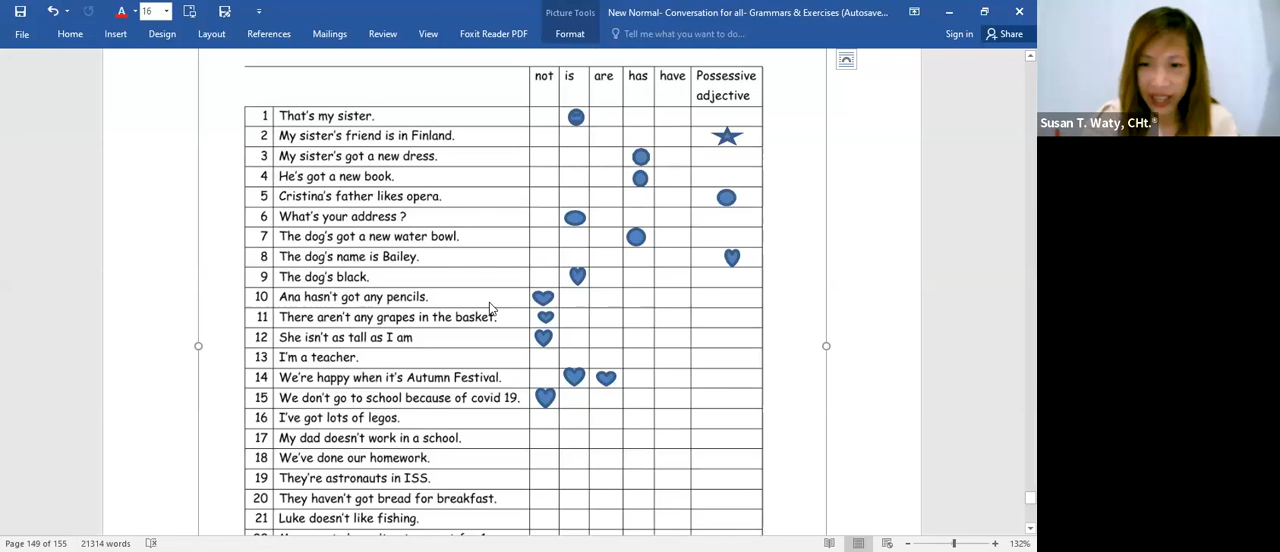 16
Picture Tools
New Normal- Conversation for all- Grammars & Exercises (Autosave...
File Home Insert Draw Design Layout References Mailings Review View Foxit Reader PDF Format Tell me what you want to do... Sign in Share
not is are has have Possessive
adjective
1 That's my sister.
2 My sister's friend is in Finland.
3 My sister's got a new dress.
4 He's got a new book.
5 Cristina's father likes opera.
6 What's your address ?
7 The dog's got a new water bowl.
8 The dog's name is Bailey.
9 The dog's black.
10 Ana hasn't got any pencils.
11 There aren't any grapes in the basket.
12 She isn't as tall as I am
13 I'm a teacher.
14 We're happy when it's Autumn Festival.
15 We don't go to school because of covid 19.
16 I've got lots of legos.
17 My dad doesn't work in a school.
18 We've done our homework.
19 They're astronauts in ISS.
20 They haven't got bread for breakfast.
21 Luke doesn't like fishing.
Page 149 of 155 21314 words 132%
Susan T. Waty, CHt.®